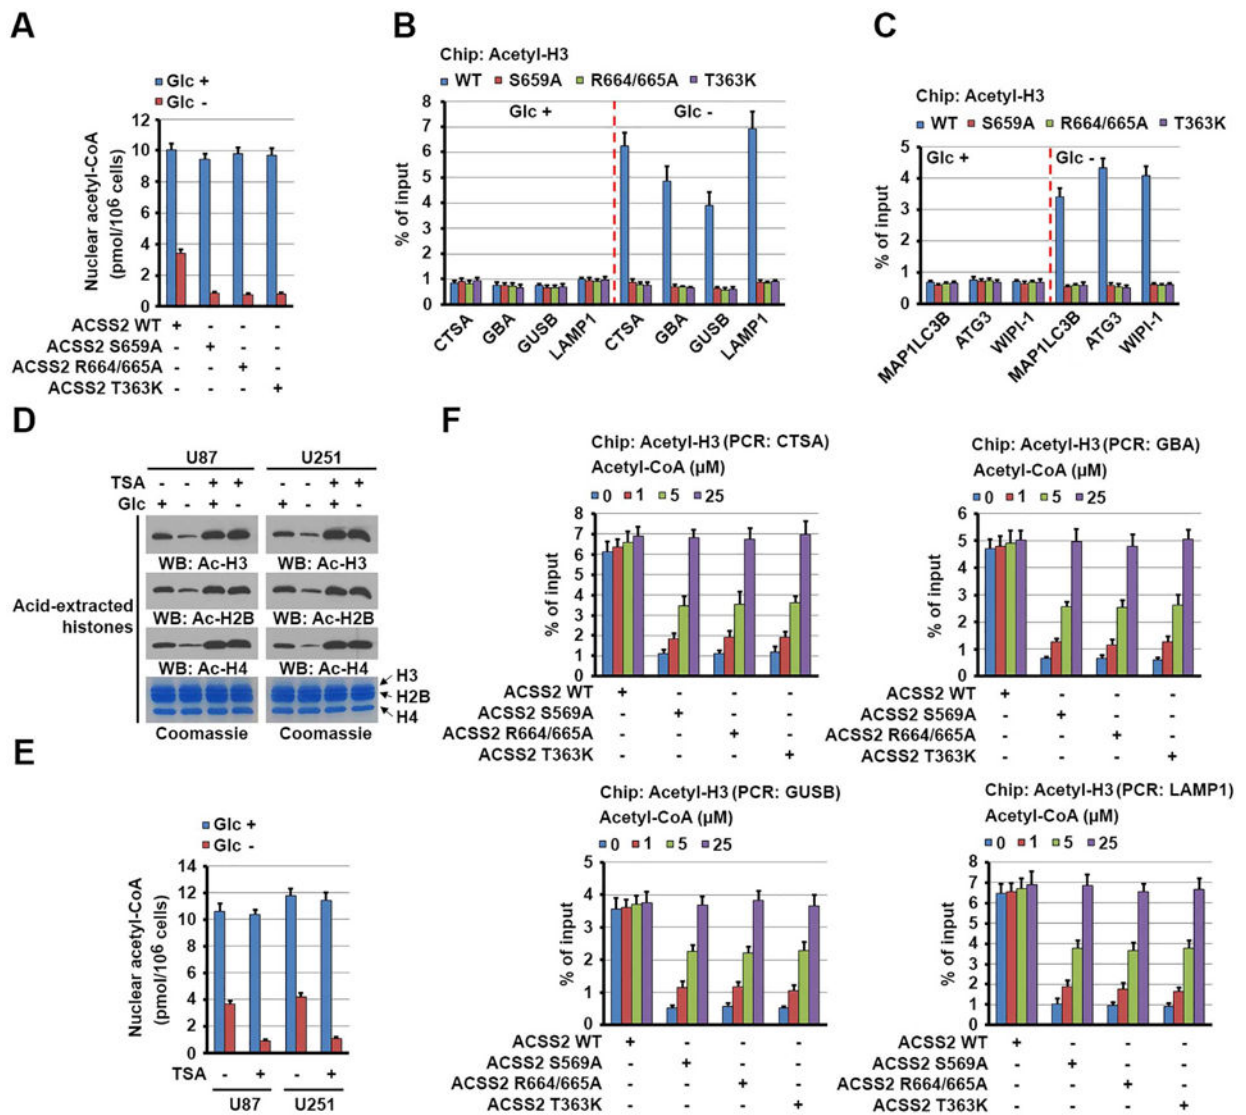 A
Glc +
Glc -
Nuclear acetyl-CoA
(pmol/10⁶ cells)
12
10
8
6
4
2
0
ACSS2 WT + - - -
ACSS2 S659A - + - -
ACSS2 R664/665A - - + -
ACSS2 T363K - - - +
B
Chip: Acetyl-H3
WT S659A R664/665A T363K
% of input
8
7
6
5
4
3
2
1
0
Glc + Glc -
CTSA GBA GUSB LAMP1 CTSA GBA GUSB LAMP1
C
Chip: Acetyl-H3
WT S659A R664/665A T363K
% of input
5
4
3
2
1
0
Glc + Glc -
MAP1LC3B ATG3 WIPI-1 MAP1LC3B ATG3 WIPI-1
D
U87 U251
TSA - - + + - - + +
Glc + - + - + - + -
WB: Ac-H3 WB: Ac-H3
WB: Ac-H2B WB: Ac-H2B
WB: Ac-H4 WB: Ac-H4
Acid-extracted
histones
H3
H2B
H4
Coomassie Coomassie
E
Glc +
Glc -
Nuclear acetyl-CoA
(pmol/10⁶ cells)
14
12
10
8
6
4
2
0
TSA - + - +
U87 U251
F
Chip: Acetyl-H3 (PCR: CTSA)
Acetyl-CoA (µM)
0 1 5 25
% of input
8
7
6
5
4
3
2
1
0
ACSS2 WT + - - -
ACSS2 S569A - + - -
ACSS2 R664/665A - - + -
ACSS2 T363K - - - +
Chip: Acetyl-H3 (PCR: GBA)
Acetyl-CoA (µM)
0 1 5 25
% of input
6
5
4
3
2
1
0
ACSS2 WT + - - -
ACSS2 S569A - + - -
ACSS2 R664/665A - - + -
ACSS2 T363K - - - +
Chip: Acetyl-H3 (PCR: GUSB)
Acetyl-CoA (µM)
0 1 5 25
% of input
5
4
3
2
1
0
ACSS2 WT + - - -
ACSS2 S569A - + - -
ACSS2 R664/665A - - + -
ACSS2 T363K - - - +
Chip: Acetyl-H3 (PCR: LAMP1)
Acetyl-CoA (µM)
0 1 5 25
% of input
8
7
6
5
4
3
2
1
0
ACSS2 WT + - - -
ACSS2 S569A - + - -
ACSS2 R664/665A - - + -
ACSS2 T363K - - - +